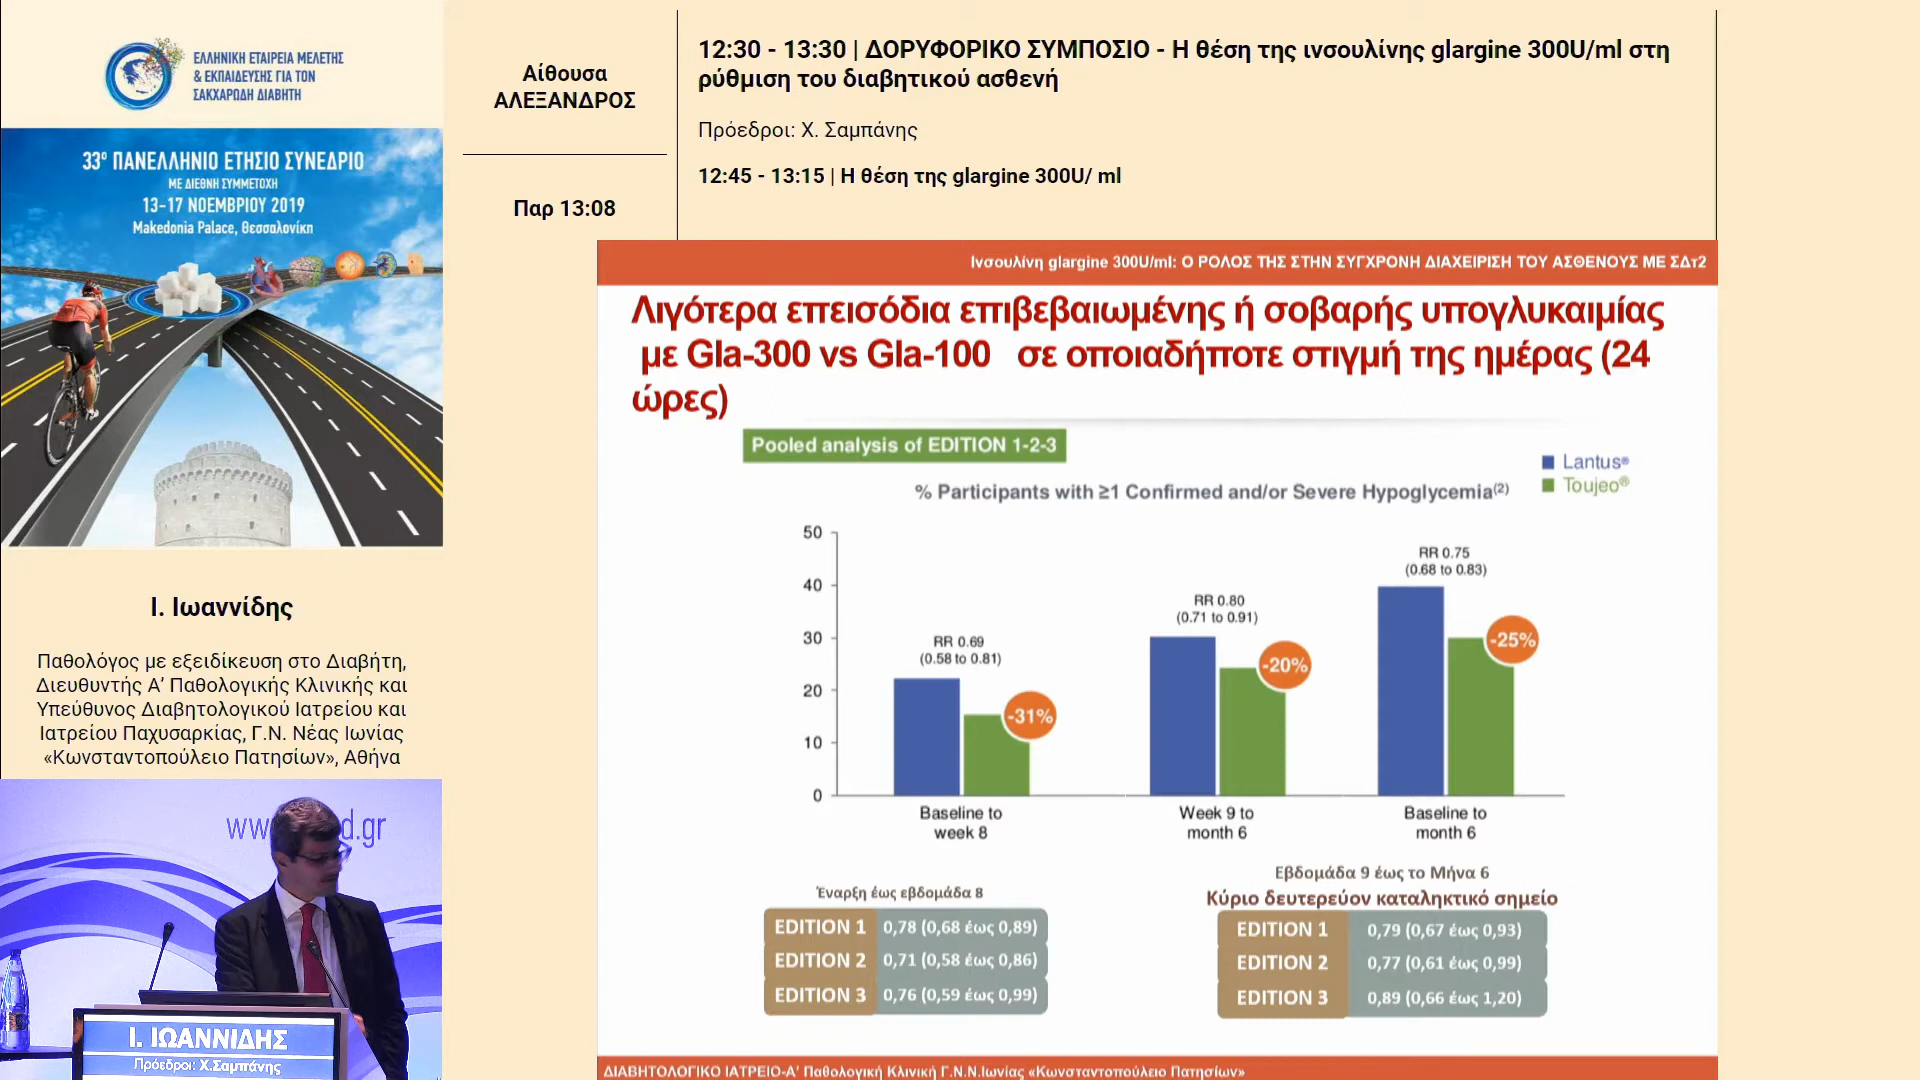 ΕΛΛΗΝΙΚΗ ΕΤΑΙΡΕΙΑ ΜΕΛΕΤΗΣ
& ΕΚΠΑΙΔΕΥΣΗΣ ΓΙΑ ΤΟΝ
ΣΑΚΧΑΡΩΔΗ ΔΙΑΒΗΤΗ
33º ΠΑΝΕΛΛΗΝΙΟ ΕΤΗΣΙΟ ΣΥΝΕΔΡΙΟ
ΜΕ ΔΙΕΘΝΗ ΣΥΜΜΕΤΟΧΗ
13-17 ΝΟΕΜΒΡΙΟΥ 2019
Makedonia Palace, Θεσσαλονίκη
Ι. Ιωαννίδης
Παθολόγος με εξειδίκευση στο Διαβήτη,
Διευθυντής Α’ Παθολογικής Κλινικής και
Υπεύθυνος Διαβητολογικού Ιατρείου και
Ιατρείου Παχυσαρκίας, Γ.Ν. Νέας Ιωνίας
«Κωνσταντοπούλειο Πατησίων», Αθήνα
Ι. ΙΩΑΝΝΙΔΗΣ
Πρόεδροι: Χ.Σαμπάνης
Αίθουσα
ΑΛΕΞΑΝΔΡΟΣ
Παρ 13:08
12:30 - 13:30 | ΔΟΡΥΦΟΡΙΚΟ ΣΥΜΠΟΣΙΟ - Η θέση της ινσουλίνης glargine 300U/ml στη
ρύθμιση του διαβητικού ασθενή
Πρόεδροι: Χ. Σαμπάνης
12:45 - 13:15 | Η θέση της glargine 300U/ ml
Ινσουλίνη glargine 300U/ml: Ο ΡΟΛΟΣ ΤΗΣ ΣΤΗΝ ΣΥΓΧΡΟΝΗ ΔΙΑΧΕΙΡΙΣΗ ΤΟΥ ΑΣΘΕΝΟΥΣ ΜΕ ΣΔτ2
Λιγότερα επεισόδια επιβεβαιωμένης ή σοβαρής υπογλυκαιμίας
με Gla-300 vs Gla-100 σε οποιαδήποτε στιγμή της ημέρας (24
ώρες)
Pooled analysis of EDITION 1-2-3
Lantus®
Toujeo®
% Participants with ≥1 Confirmed and/or Severe Hypoglycemia(2)
50
40
30
20
10
0
RR 0.69
(0.58 to 0.81)
-31%
RR 0.80
(0.71 to 0.91)
-20%
RR 0.75
(0.68 to 0.83)
-25%
Baseline to
week 8
Week 9 to
month 6
Baseline to
month 6
Έναρξη έως εβδομάδα 8
EDITION 1 0,78 (0,68 έως 0,89)
EDITION 2 0,71 (0,58 έως 0,86)
EDITION 3 0,76 (0,59 έως 0,99)
Εβδομάδα 9 έως το Μήνα 6
Κύριο δευτερεύον καταληκτικό σημείο
EDITION 1 0,79 (0,67 έως 0,93)
EDITION 2 0,77 (0,61 έως 0,99)
EDITION 3 0,89 (0,66 έως 1,20)
ΔΙΑΒΗΤΟΛΟΓΙΚΟ ΙΑΤΡΕΙΟ-Α’ Παθολογική Κλινική Γ.Ν.Ν.Ιωνίας «Κωνσταντοπούλειο Πατησίων»